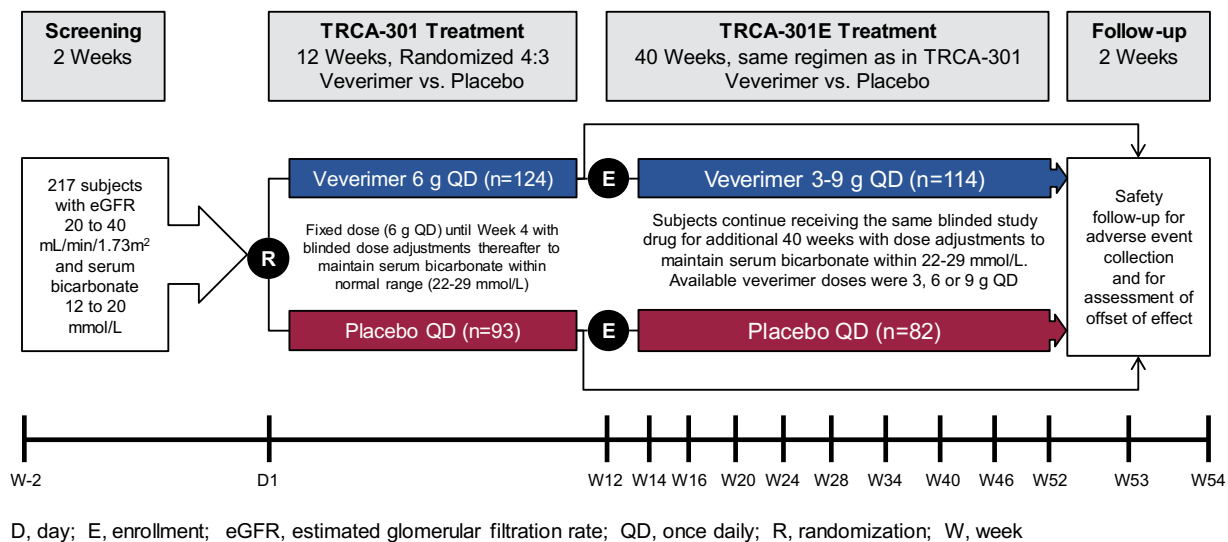 Screening
2 Weeks
TRCA-301 Treatment
12 Weeks, Randomized 4:3
Veverimer vs. Placebo
TRCA-301E Treatment
40 Weeks, same regimen as in TRCA-301
Veverimer vs. Placebo
Follow-up
2 Weeks
217 subjects
with eGFR
20 to 40
mL/min/1.73m²
and serum
bicarbonate
12 to 20
mmol/L
R
Veverimer 6 g QD (n=124)
Fixed dose (6 g QD) until Week 4 with
blinded dose adjustments thereafter to
maintain serum bicarbonate within
normal range (22-29 mmol/L)
Placebo QD (n=93)
E
E
Veverimer 3-9 g QD (n=114)
Subjects continue receiving the same blinded study
drug for additional 40 weeks with dose adjustments to
maintain serum bicarbonate within 22-29 mmol/L.
Available veverimer doses were 3, 6 or 9 g QD
Placebo QD (n=82)
Safety
follow-up for
adverse event
collection
and for
assessment of
offset of effect
W-2 D1 W12 W14 W16 W20 W24 W28 W34 W40 W46 W52 W53 W54
D, day; E, enrollment; eGFR, estimated glomerular filtration rate; QD, once daily; R, randomization; W, week